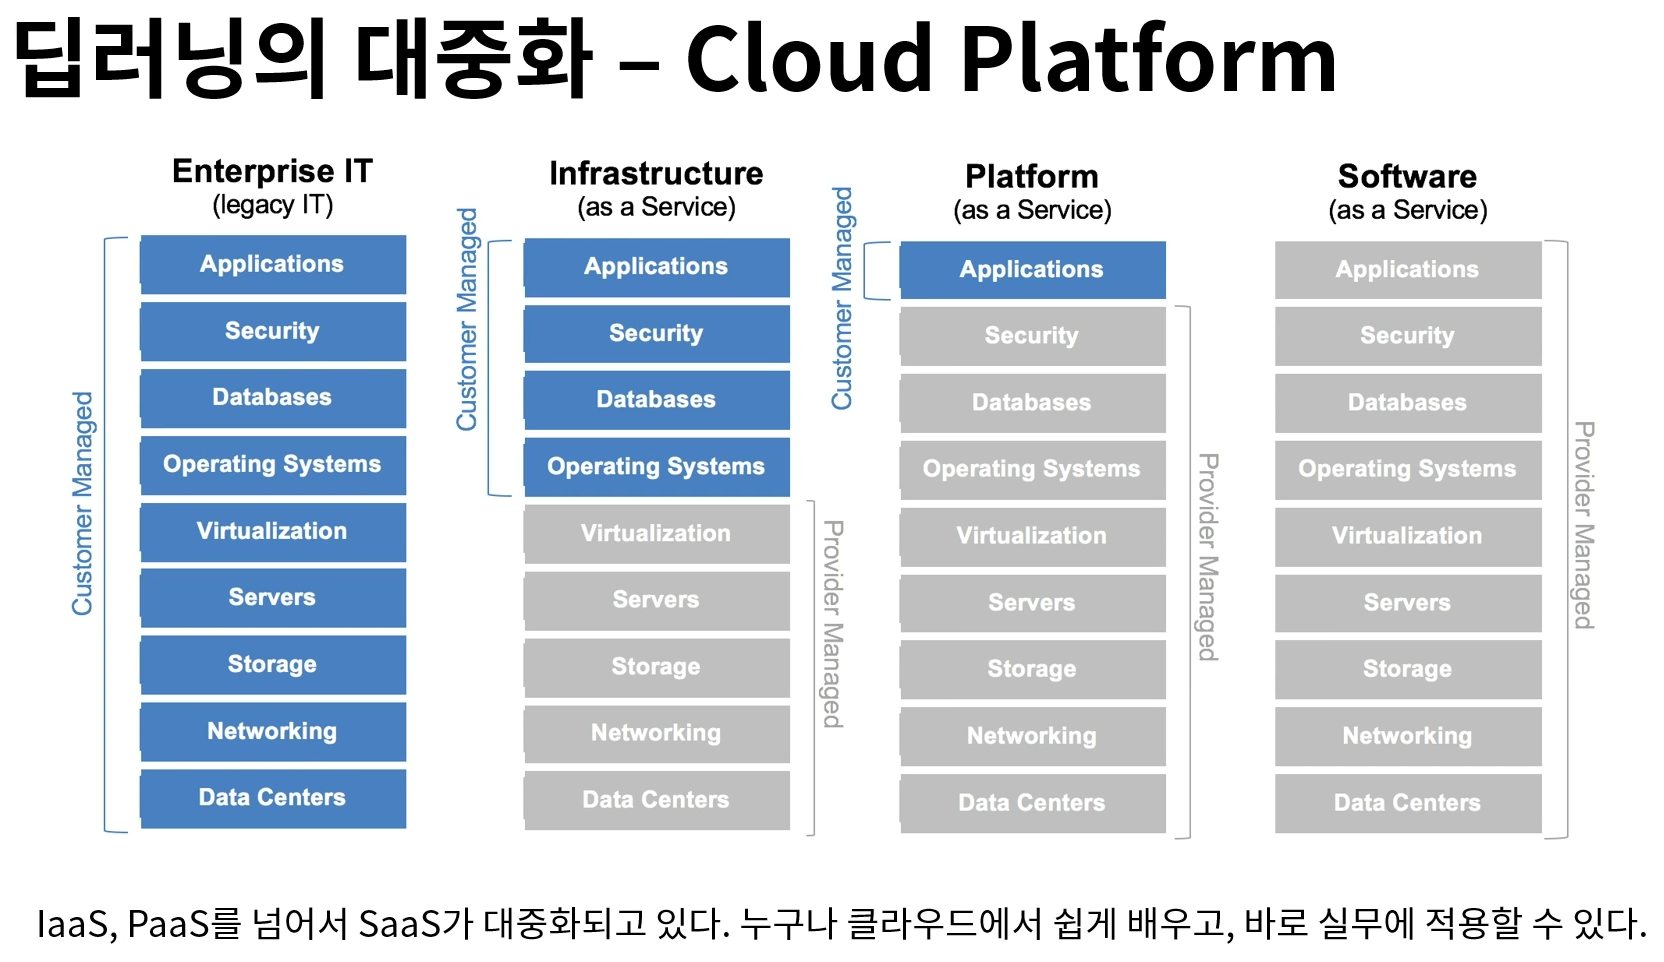 딥러닝의 대중화 – Cloud Platform
Enterprise IT
(legacy IT)
Customer Managed
Applications
Security
Databases
Operating Systems
Virtualization
Servers
Storage
Networking
Data Centers
Infrastructure
(as a Service)
Customer Managed
Applications
Security
Databases
Operating Systems
Virtualization
Servers
Storage
Networking
Data Centers
Provider Managed
Platform
(as a Service)
Customer Managed
Applications
Security
Databases
Operating Systems
Virtualization
Servers
Storage
Networking
Data Centers
Provider Managed
Software
(as a Service)
Applications
Security
Databases
Operating Systems
Virtualization
Servers
Storage
Networking
Data Centers
Provider Managed
IaaS, PaaS를 넘어서 SaaS가 대중화되고 있다. 누구나 클라우드에서 쉽게 배우고, 바로 실무에 적용할 수 있다.